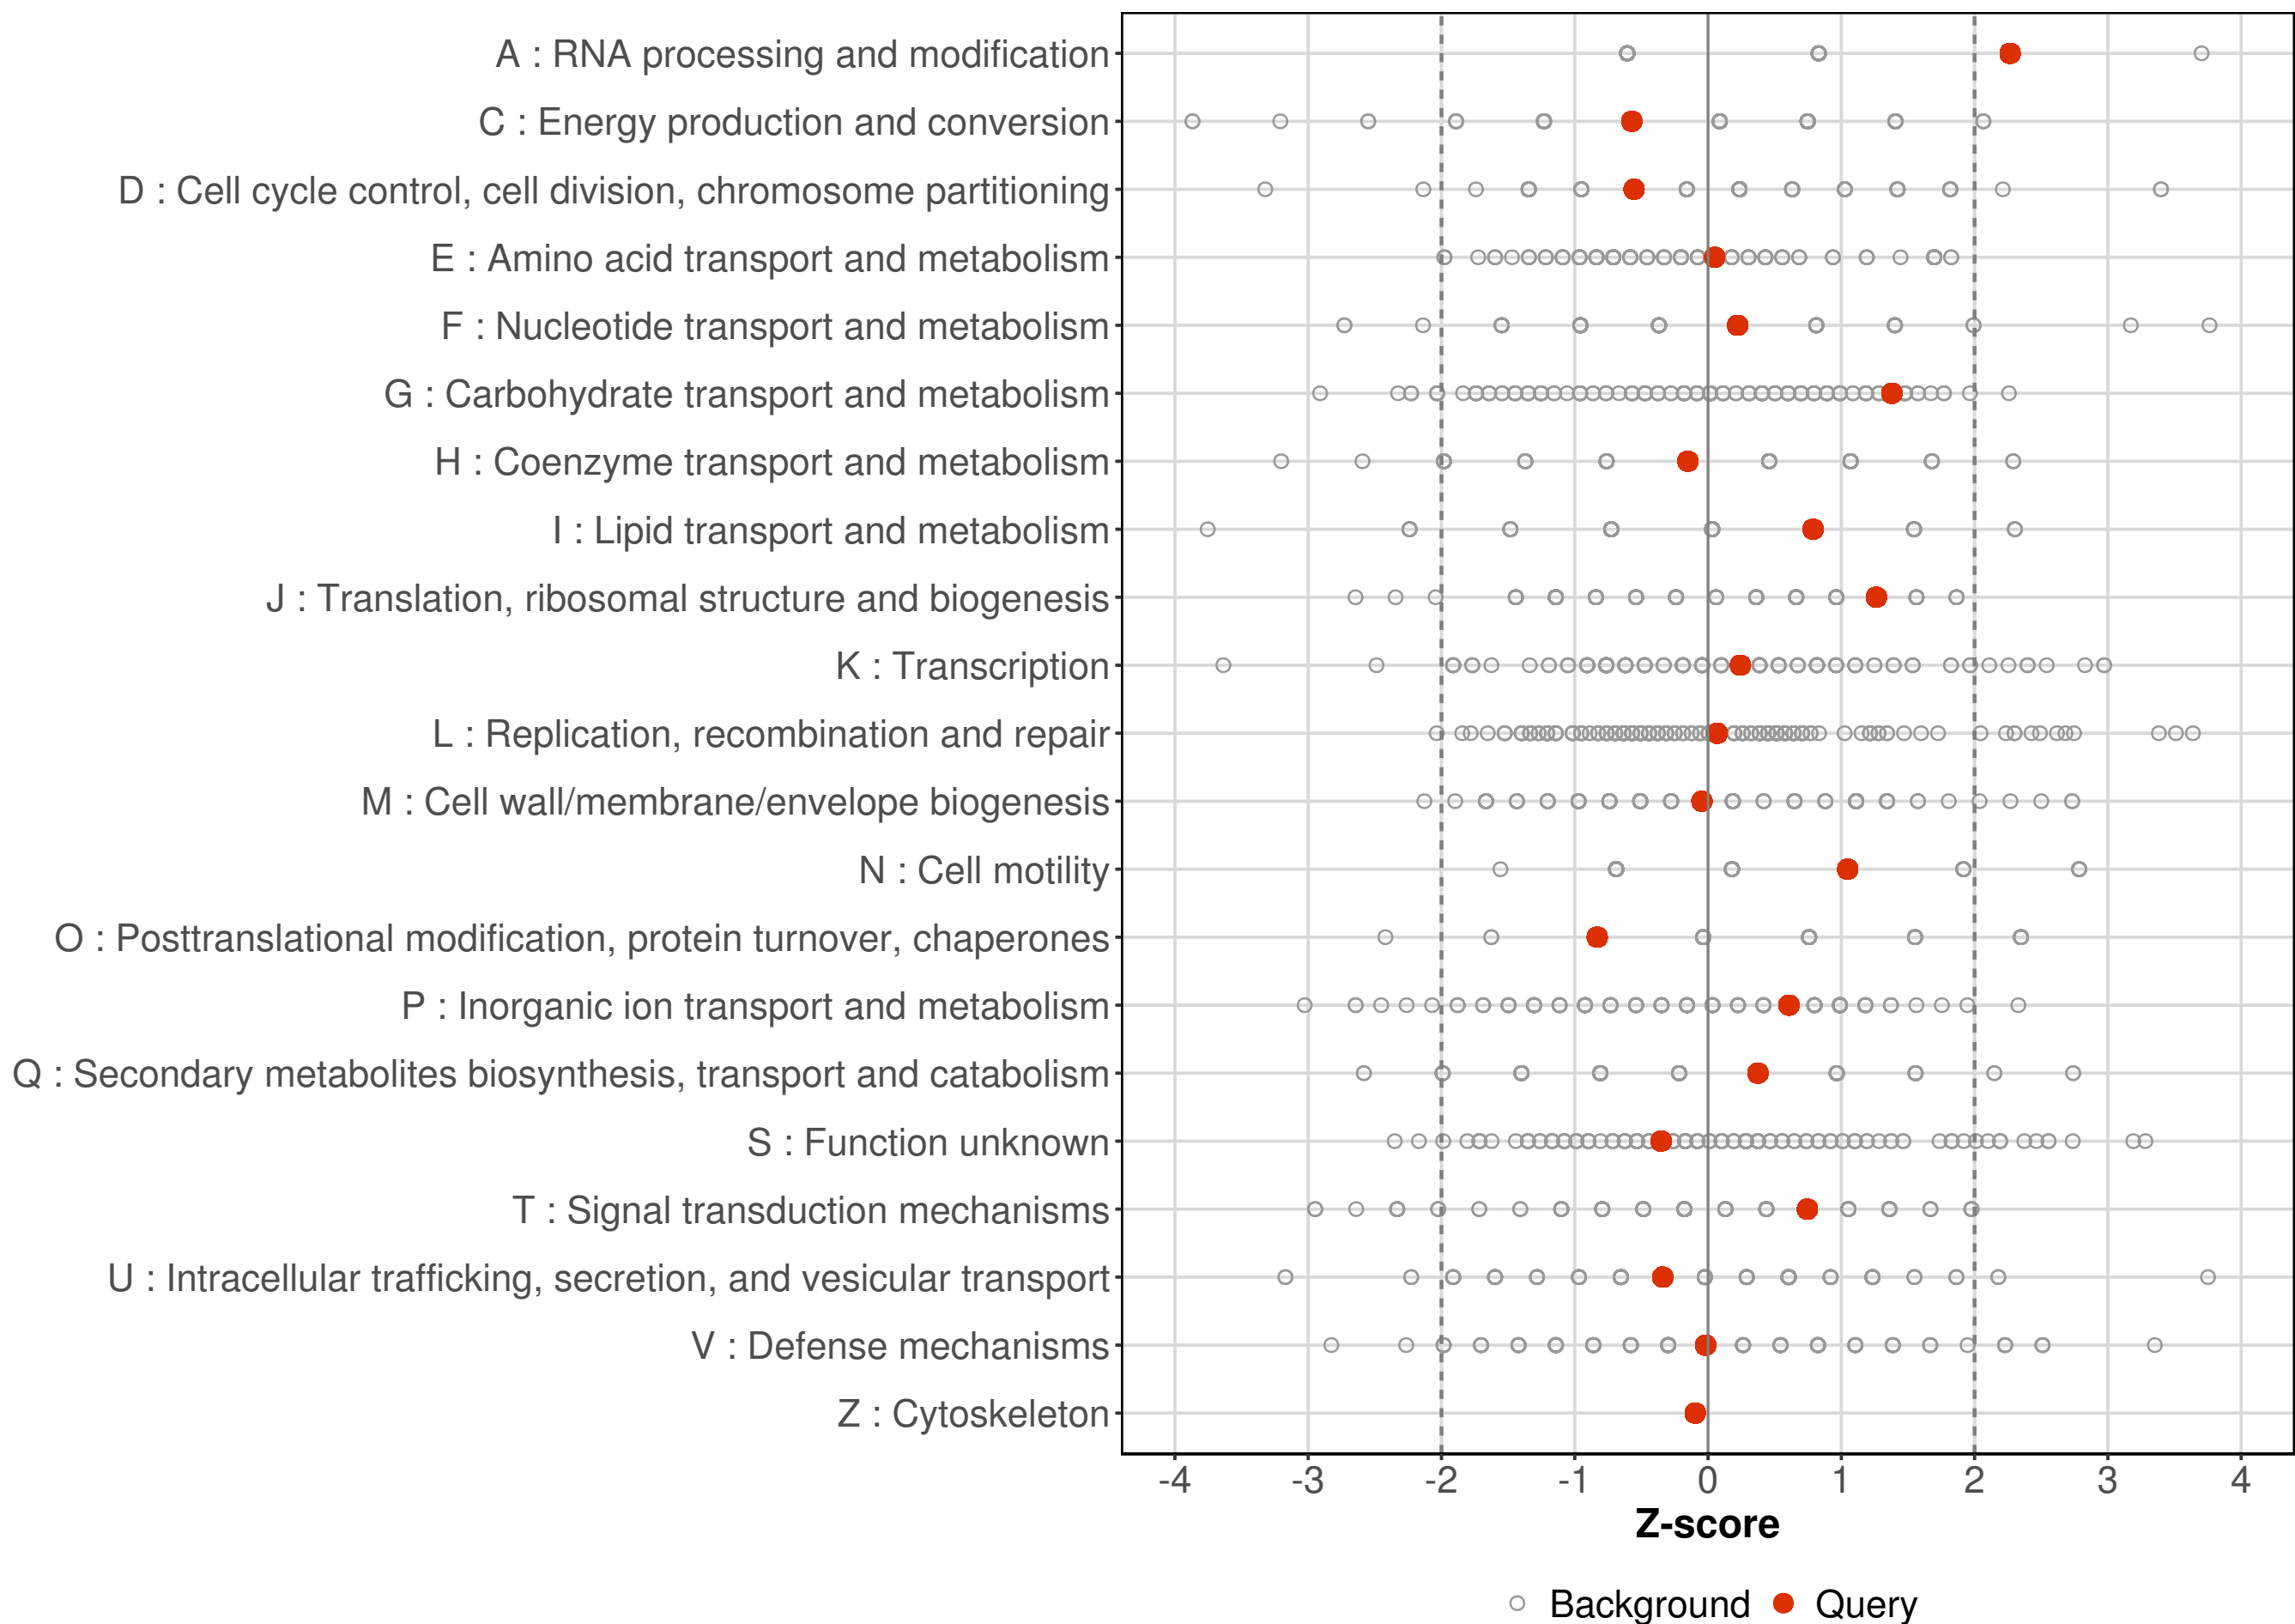 A : RNA processing and modification
C : Energy production and conversion
D : Cell cycle control, cell division, chromosome partitioning
E : Amino acid transport and metabolism
F : Nucleotide transport and metabolism
G : Carbohydrate transport and metabolism
H : Coenzyme transport and metabolism
I : Lipid transport and metabolism
J : Translation, ribosomal structure and biogenesis
K : Transcription
L : Replication, recombination and repair
M : Cell wall/membrane/envelope biogenesis
N : Cell motility
O : Posttranslational modification, protein turnover, chaperones
P : Inorganic ion transport and metabolism
Q : Secondary metabolites biosynthesis, transport and catabolism
S : Function unknown
T : Signal transduction mechanisms
U : Intracellular trafficking, secretion, and vesicular transport
V : Defense mechanisms
Z : Cytoskeleton
-4 -3 -2 -1 0 1 2 3 4
Z-score
Background Query